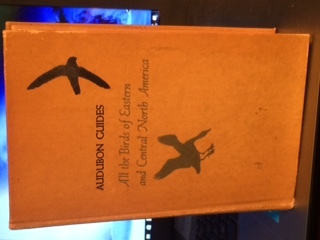 AUDUBON GUIDES
All the Birds of Eastern
and Central North America